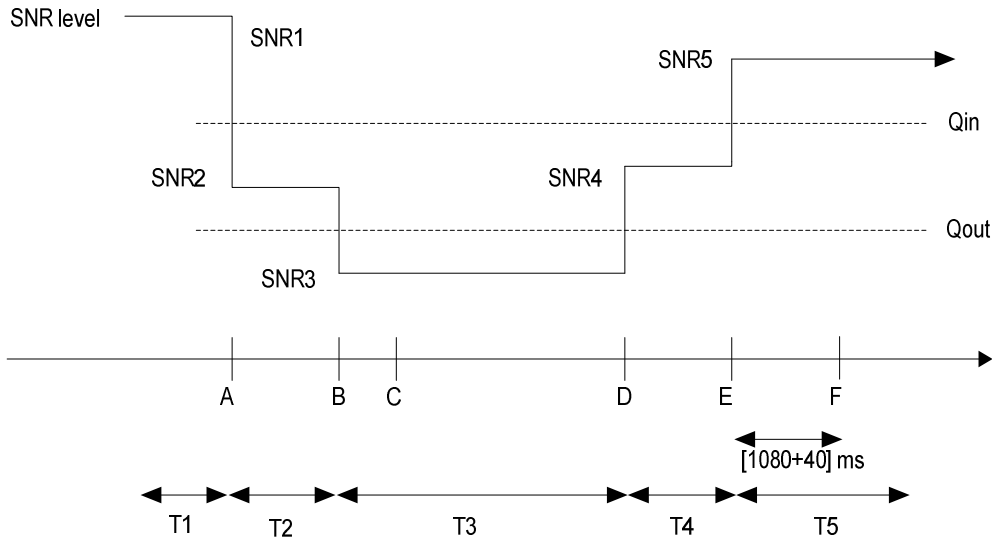 SNR level
SNR1
SNR5
Qin
SNR2
SNR4
Qout
SNR3
A
B
C
D
E
F
[1080+40] ms
T1
T2
T3
T4
T5